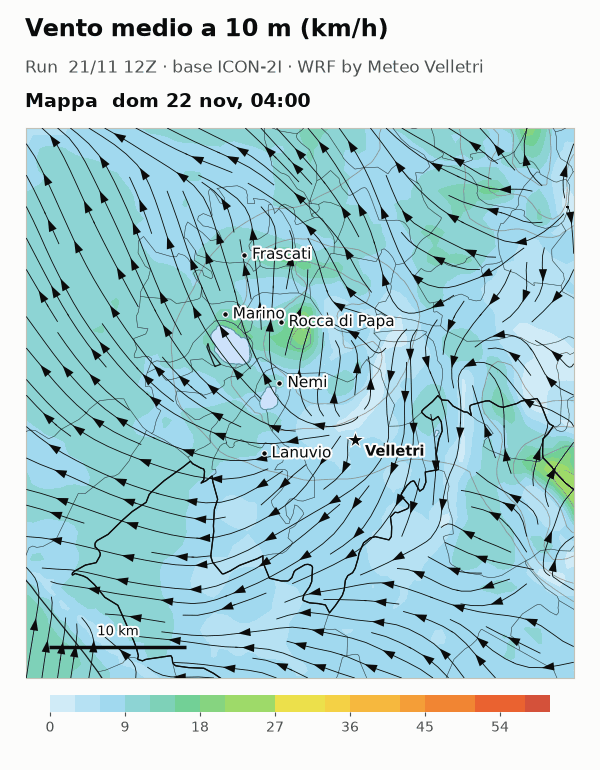 Vento medio a 10 m (km/h)
Run  21/11 12Z · base ICON-2I · WRF by Meteo Velletri
Mappa  dom 22 nov, 04:00
Frascati
Marino
Rocca di Papa
Nemi
Velletri
Lanuvio
10 km
0 9 18 27 36 45 54